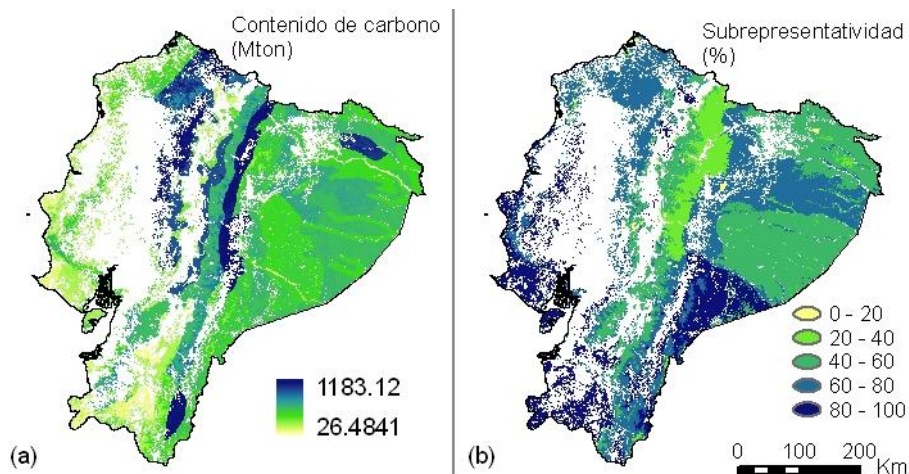 Contenido de carbono
(Mton)
1183.12
26.4841
(a)
Subrepresentatividad
(%)
0 - 20
20 - 40
40 - 60
60 - 80
80 - 100
0 100 200
Km
(b)